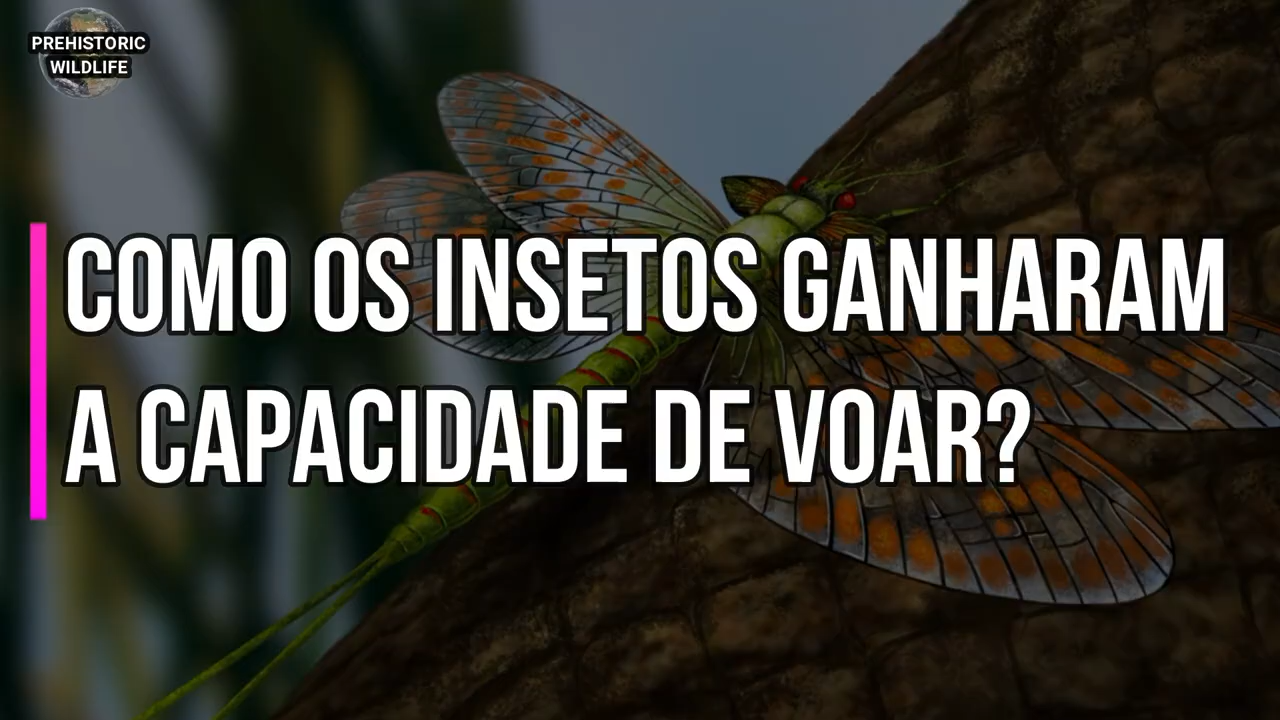 PREHISTORIC
WILDLIFE
COMO OS INSETOS GANHARAM
A CAPACIDADE DE VOAR?